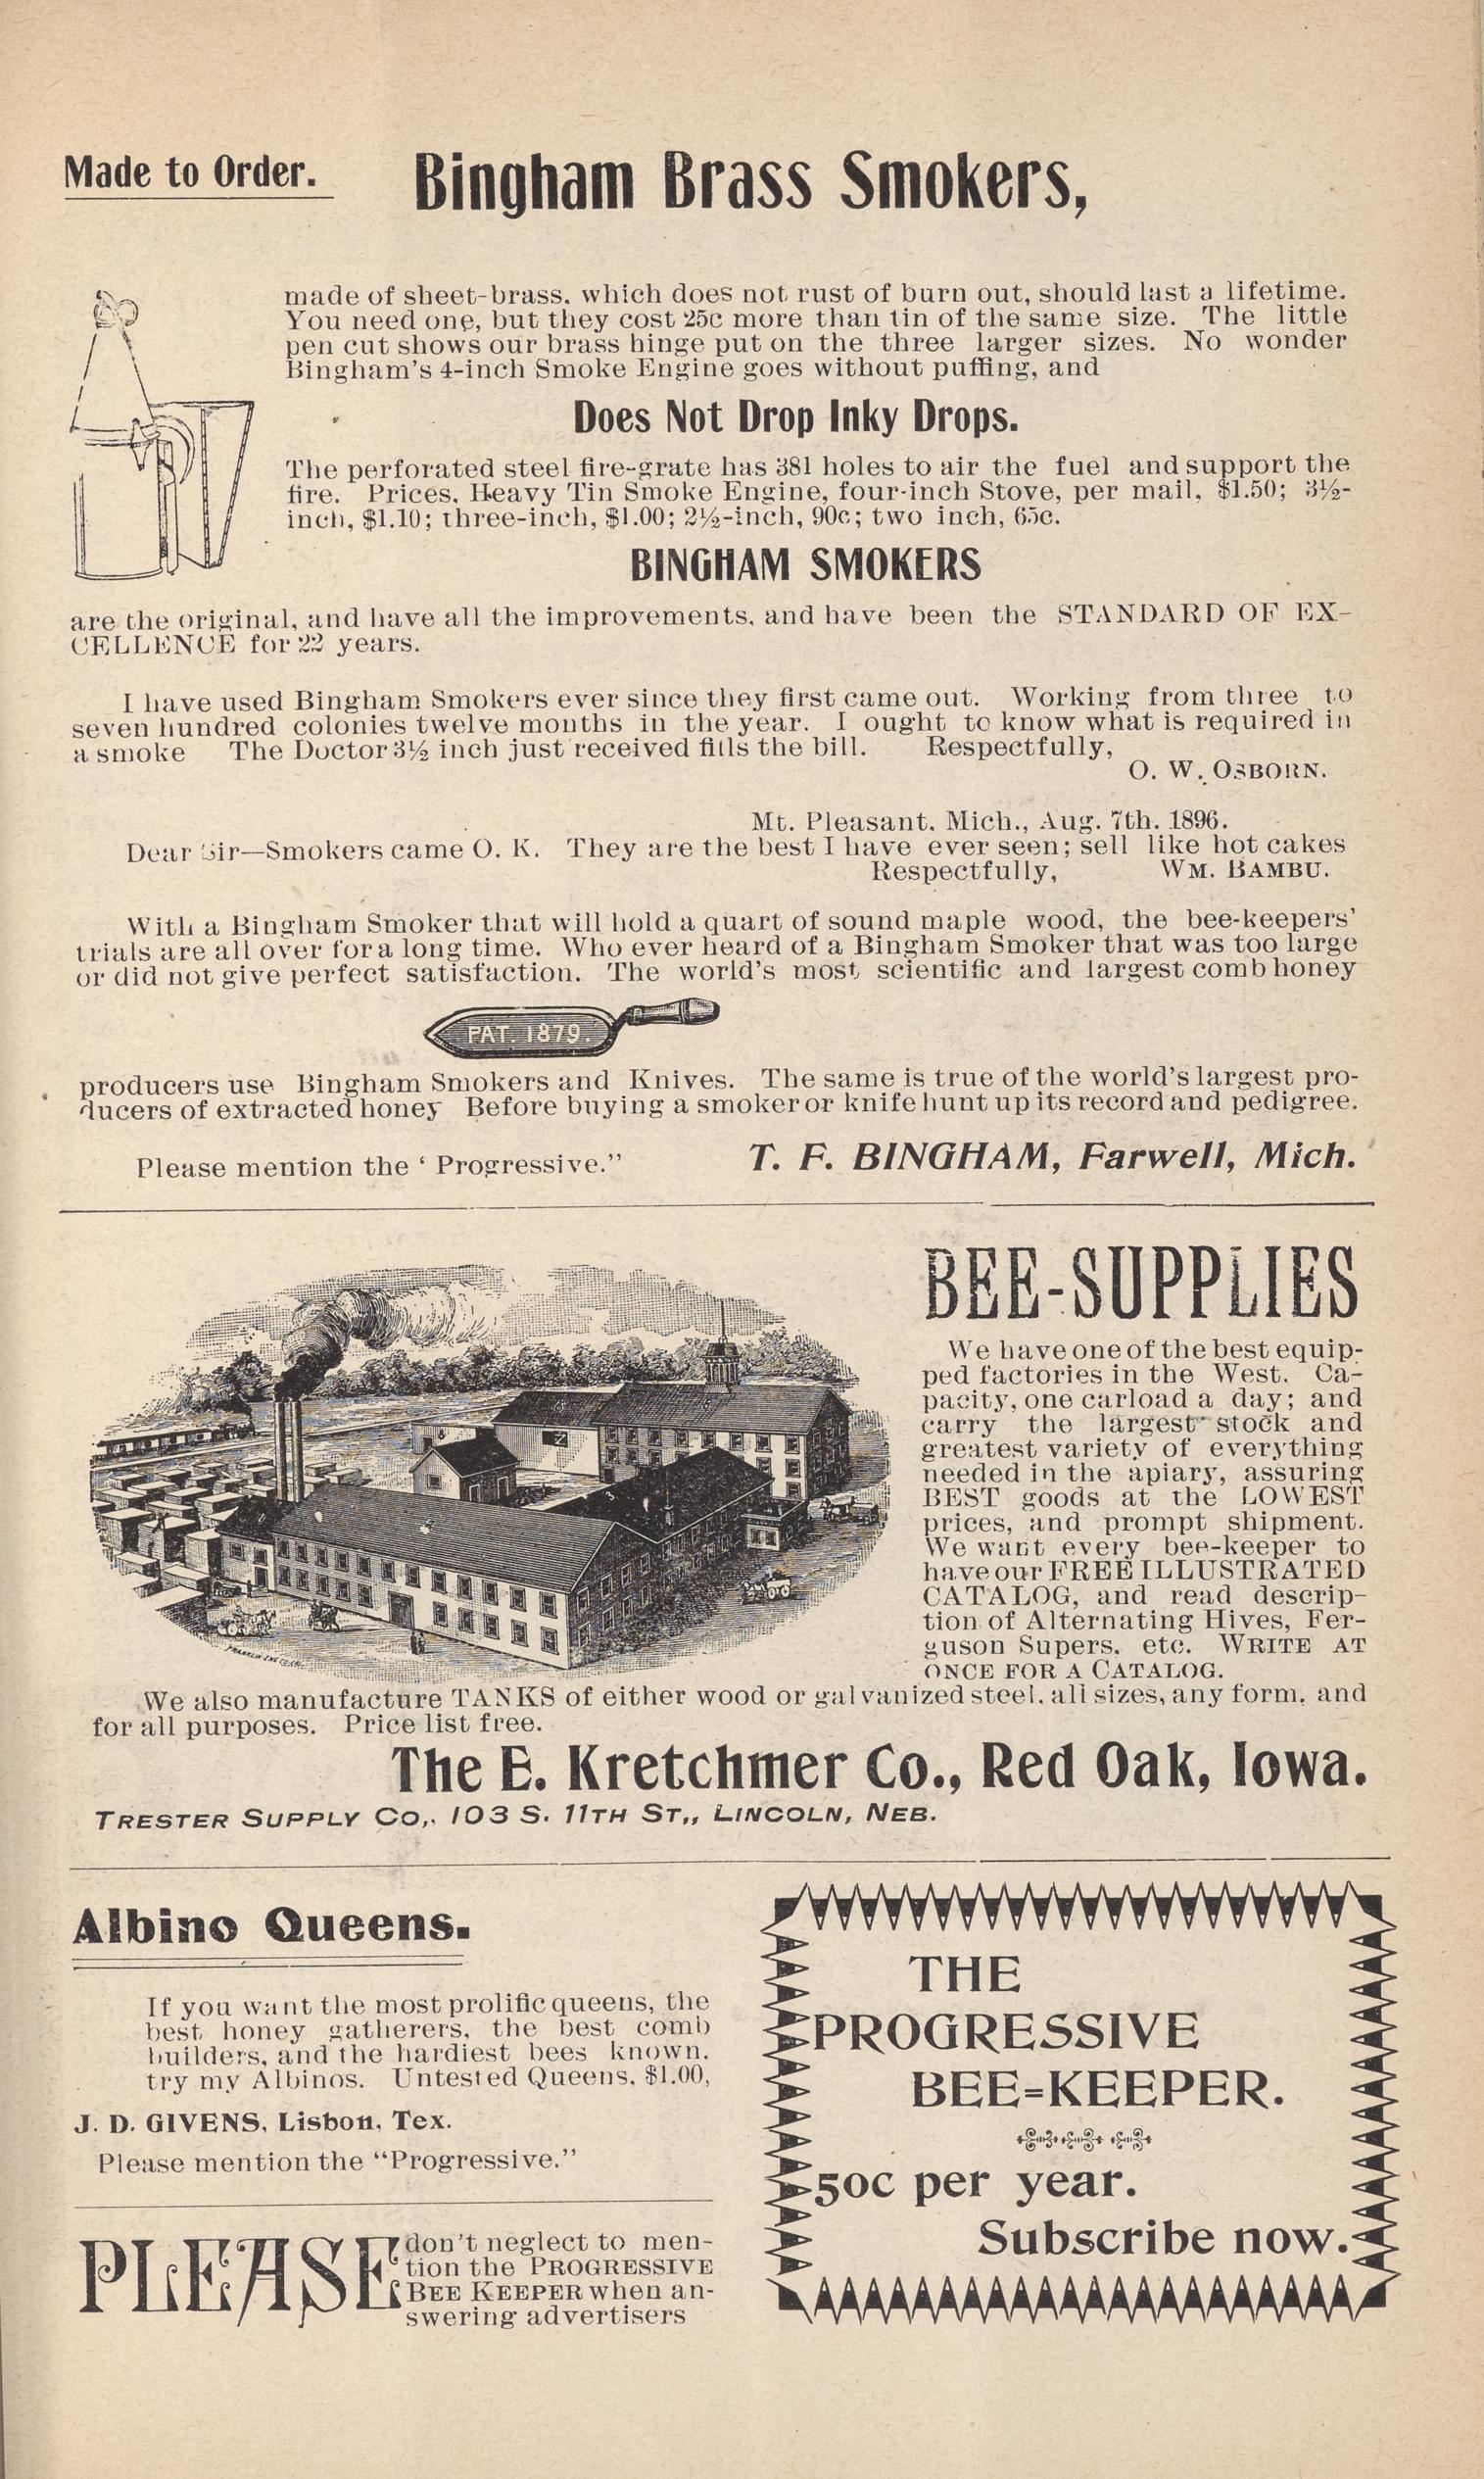 Made to Order.
Bingham Brass Smokers,
made of sheet-brass. which does not rust of burn out, should last a lifetime.
You need one, but they cost 25c more than tin of the same size. The little
pen cut shows our brass hinge put on the three larger sizes. No wonder
Bingham's 4-inch Smoke Engine goes without puffing, and
Does Not Drop Inky Drops.
The perforated steel fire-grate has 381 holes to air the fuel and support the
fire. Prices. Heavy Tin Smoke Engine, four-inch Stove, per mail, $1.50; 3½-
inch, $1.10; three-inch, $1.00; 2½-inch, 90c; two inch, 65c.
BINGHAM SMOKERS
are the original, and have all the improvements, and have been the STANDARD OF EX-
CELLENCE for 22 years.
I have used Bingham Smokers ever since they first came out. Working from three to
seven hundred colonies twelve months in the year. I ought to know what is required in
a smoke The Doctor 3½ inch just received fills the bill. Respectfully,
O. W. OSBORN.
Mt. Pleasant. Mich., Aug. 7th. 1896.
Dear Sir—Smokers came O. K. They are the best I have ever seen; sell like hot cakes
Respectfully, WM. BAMBU.
With a Bingham Smoker that will hold a quart of sound maple wood, the bee-keepers'
trials are all over for a long time. Who ever heard of a Bingham Smoker that was too large
or did not give perfect satisfaction. The world's most scientific and largest comb honey
PAT. 1879.
producers use Bingham Smokers and Knives. The same is true of the world's largest pro-
ducers of extracted honey Before buying a smoker or knife hunt up its record and pedigree.
Please mention the ' Progressive."
T. F. BINGHAM, Farwell, Mich.
BEE-SUPPLIES
We have one of the best equip-
ped factories in the West. Ca-
pacity, one carload a day; and
carry the largest stock and
greatest variety of everything
needed in the apiary, assuring
BEST goods at the LOWEST
prices, and prompt shipment.
We want every bee-keeper to
have our FREE ILLUSTRATED
CATALOG, and read descrip-
tion of Alternating Hives, Fer-
guson Supers, etc. WRITE AT
ONCE FOR A CATALOG.
We also manufacture TANKS of either wood or galvanized steel. all sizes, any form, and
for all purposes. Price list free.
The E. Kretchmer Co., Red Oak, Iowa.
TRESTER SUPPLY CO,. 103 S. 11TH ST,, LINCOLN, NEB.
Albino Queens.
If you want the most prolific queens, the
best honey gatherers, the best comb
builders, and the hardiest bees known.
try my Albinos. Untested Queens, $1.00,
J. D. GIVENS, Lisbon, Tex.
Please mention the "Progressive."
PLEASE
don't neglect to men-
tion the PROGRESSIVE
BEE KEEPER when an-
swering advertisers
THE
PROGRESSIVE
BEE=KEEPER.
50c per year.
Subscribe now.